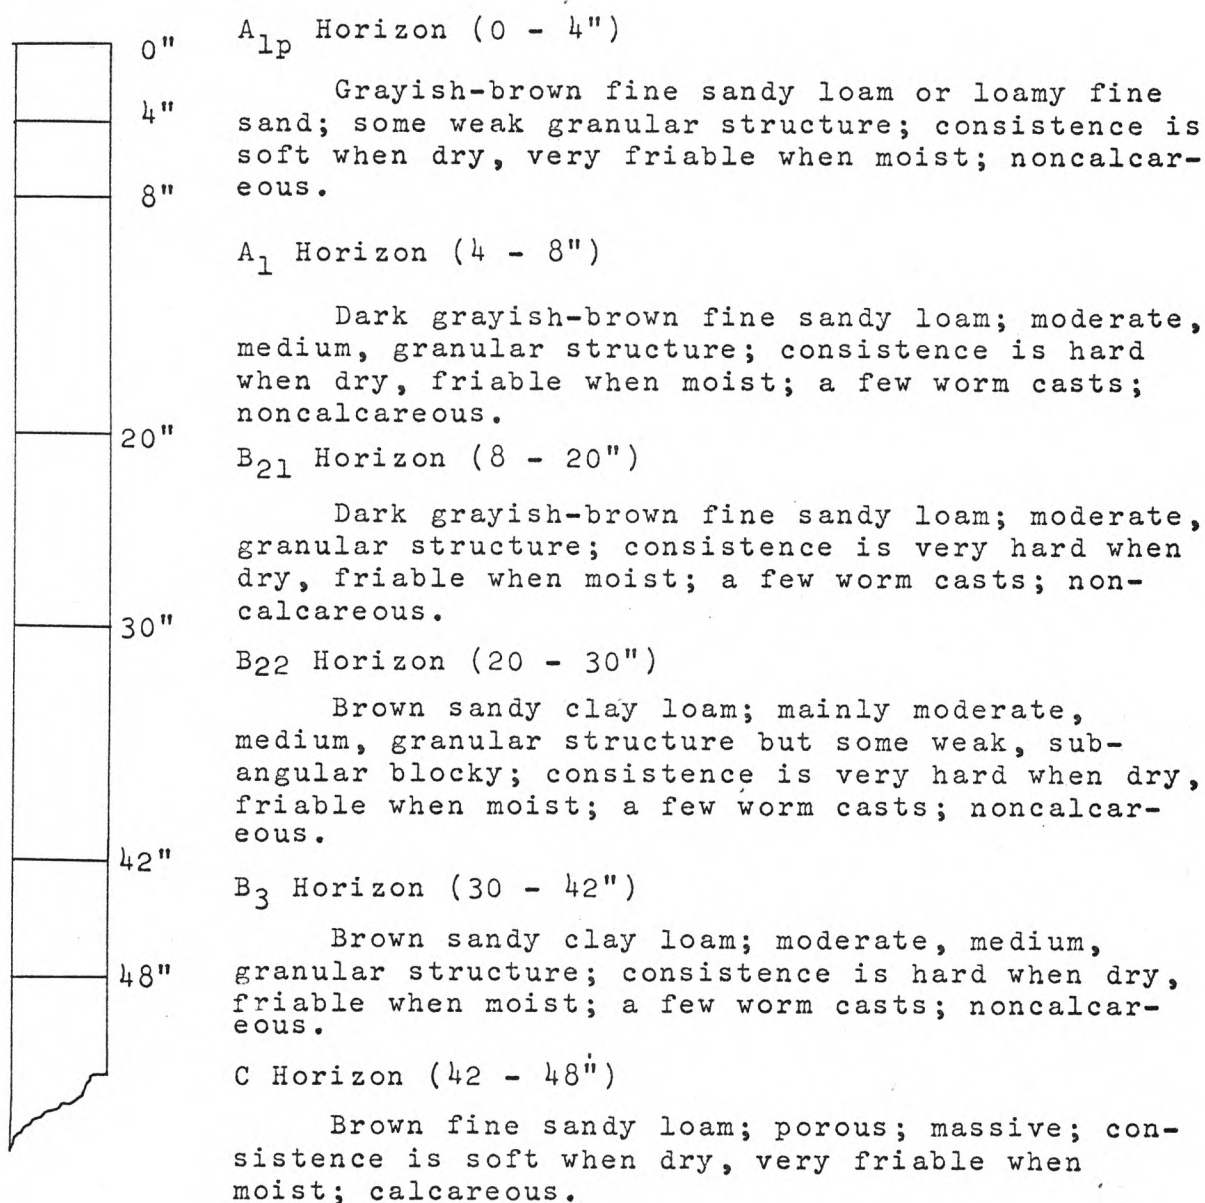 0"
4"
8"
20"
30"
42"
48"
A1p Horizon (0 - 4")
Grayish-brown fine sandy loam or loamy fine
sand; some weak granular structure; consistence is
soft when dry, very friable when moist; noncalcar-
eous.
A1 Horizon (4 - 8")
Dark grayish-brown fine sandy loam; moderate,
medium, granular structure; consistence is hard
when dry, friable when moist; a few worm casts;
noncalcareous.
B21 Horizon (8 - 20")
Dark grayish-brown fine sandy loam; moderate,
granular structure; consistence is very hard when
dry, friable when moist; a few worm casts; non-
calcareous.
B22 Horizon (20 - 30")
Brown sandy clay loam; mainly moderate,
medium, granular structure but some weak, sub-
angular blocky; consistence is very hard when dry,
friable when moist; a few worm casts; noncalcar-
eous.
B3 Horizon (30 - 42")
Brown sandy clay loam; moderate, medium,
granular structure; consistence is hard when dry,
friable when moist; a few worm casts; noncalcar-
eous.
C Horizon (42 - 48")
Brown fine sandy loam; porous; massive; con-
sistence is soft when dry, very friable when
moist; calcareous.